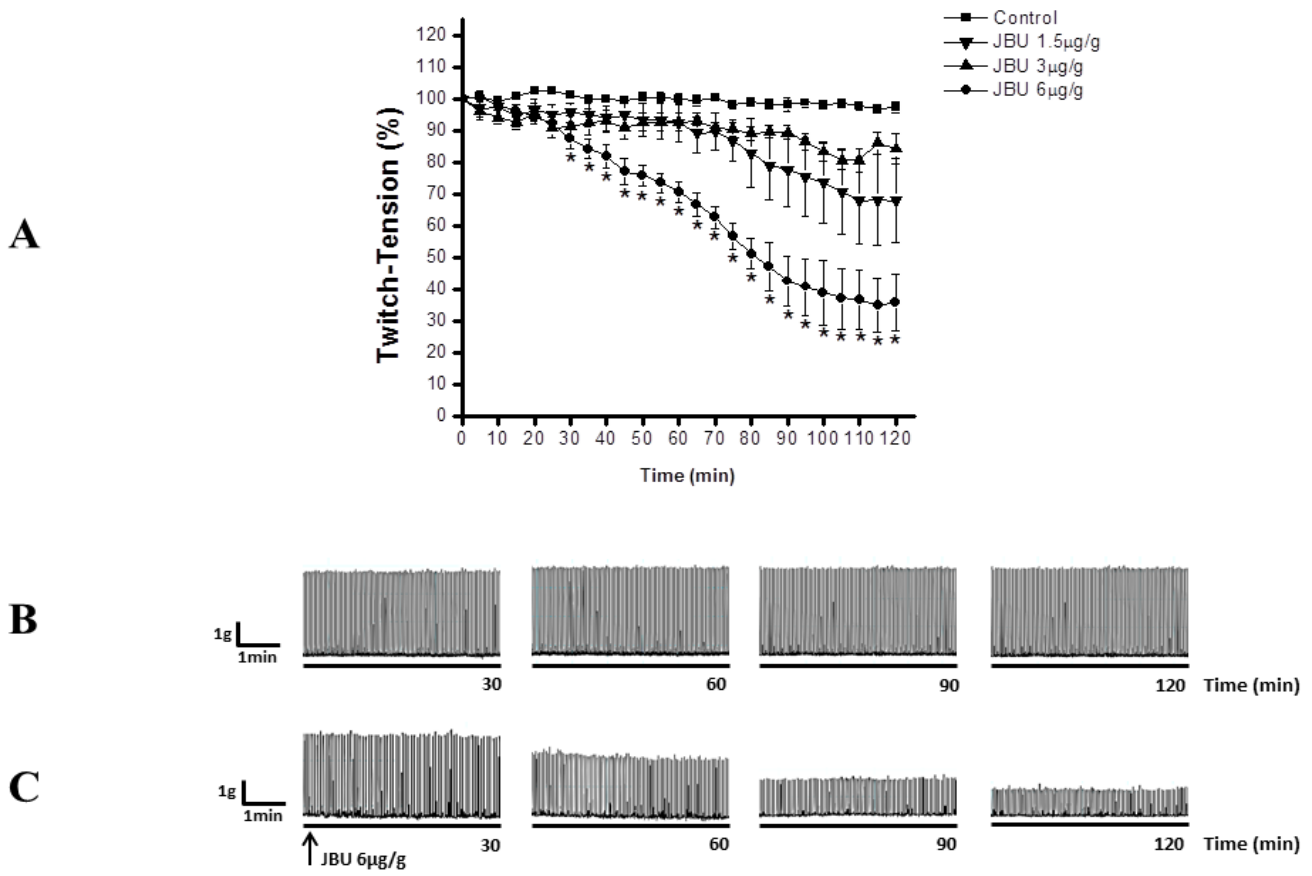 Control
JBU 1.5μg/g
JBU 3μg/g
JBU 6μg/g
A
Twitch-Tension (%)
120
110
100
90
80
70
60
50
40
30
20
10
0
* * * * * * * * * * * * * * * * * * *
0 10 20 30 40 50 60 70 80 90 100 110 120
Time (min)
B
1g
1min
30 60 90 120 Time (min)
C
1g
1min
30 60 90 120 Time (min)
JBU 6μg/g